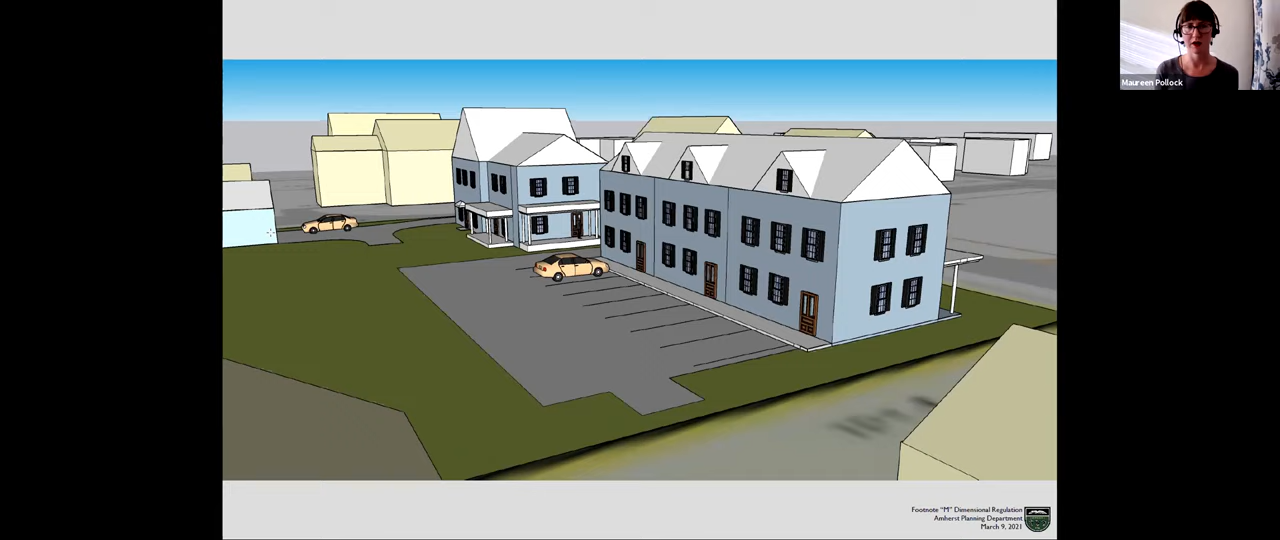 Maureen Pollock
Footnote "M" Dimensional Regulation
Amherst Planning Department
March 9, 2021